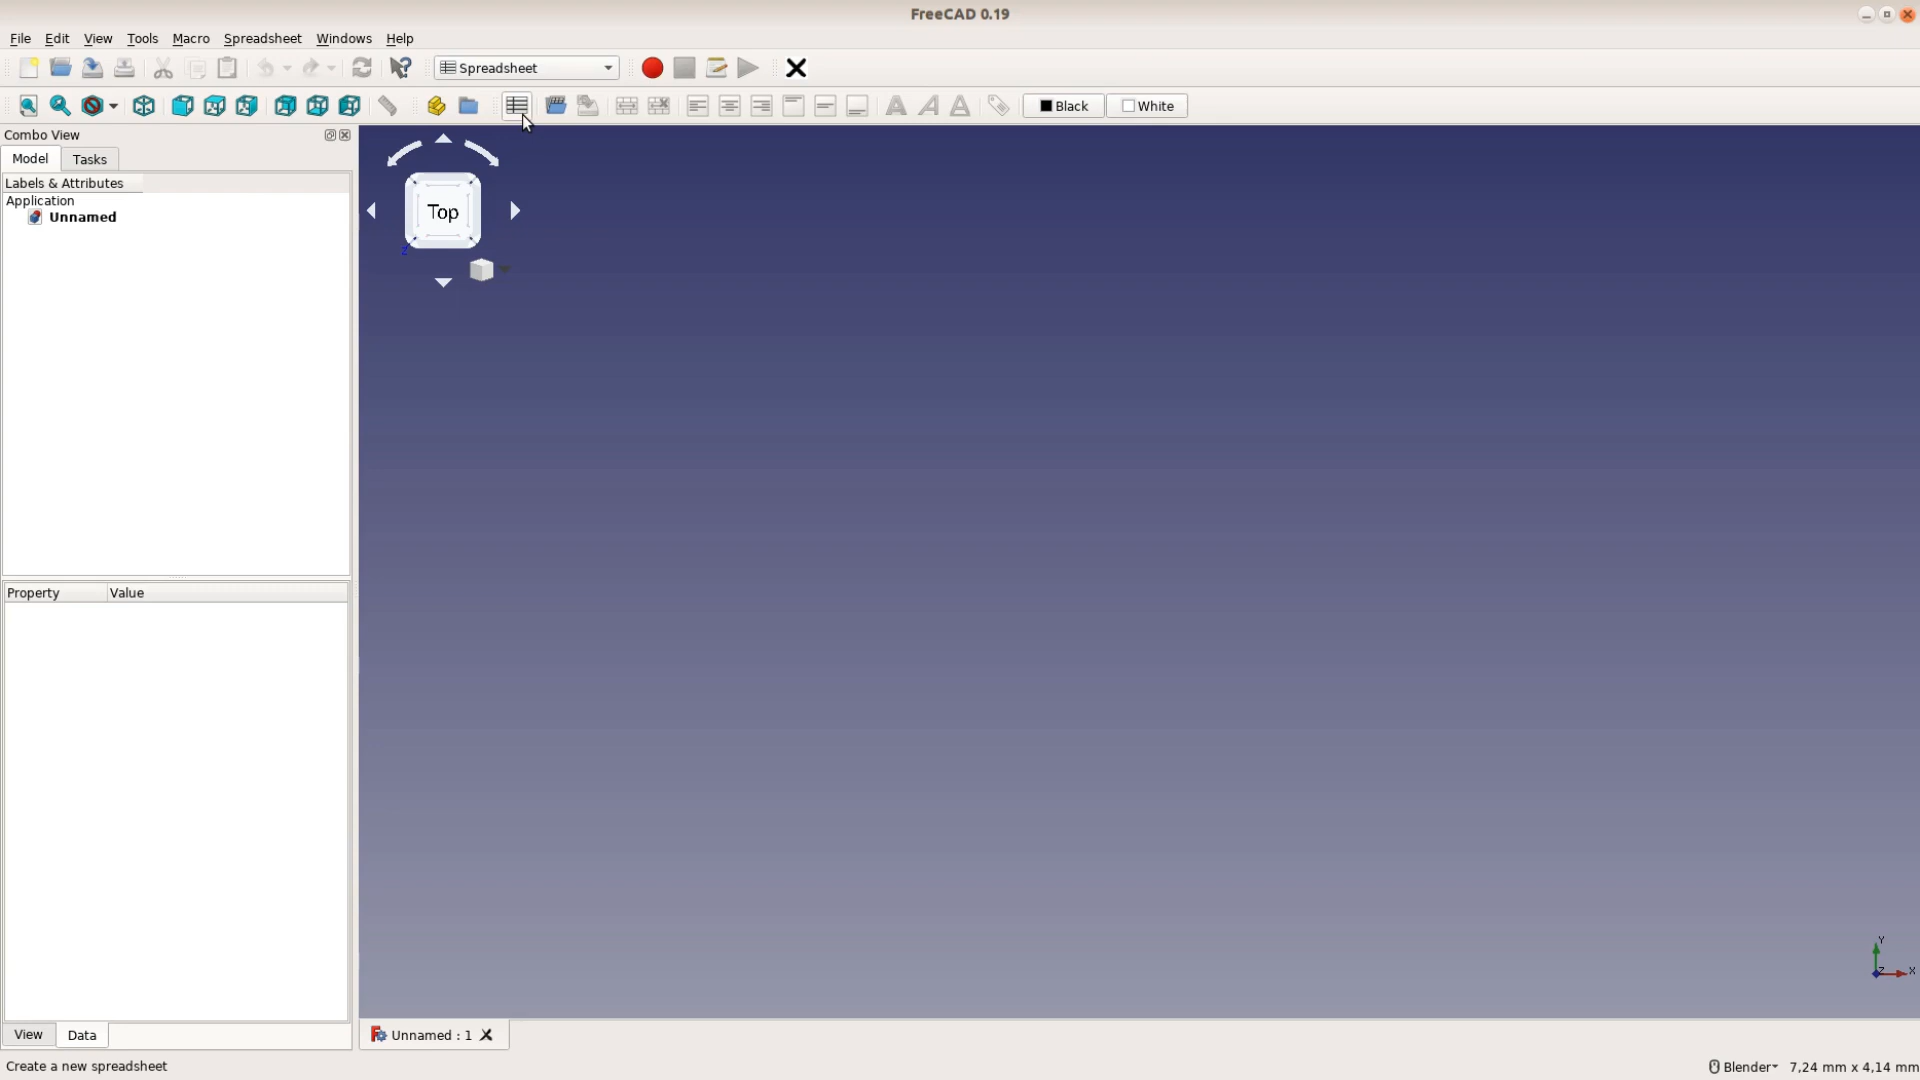 FreeCAD 0.19
File Edit View Tools Macro Spreadsheet Windows Help
Spreadsheet
Black White
Combo View
Model Tasks
Labels & Attributes
Application
Unnamed
Top
Z
Property Value
Y
Z X
View Data
Unnamed : 1
Create a new spreadsheet
Blender 7,24 mm x 4,14 mm